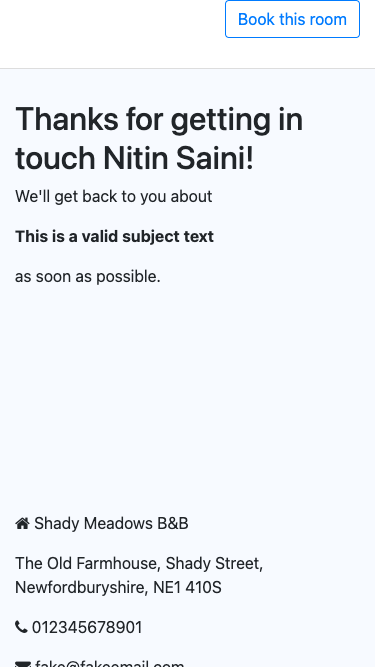 Book this room
Thanks for getting in
touch Nitin Saini!
We'll get back to you about
This is a valid subject text
as soon as possible.
Shady Meadows B&B
The Old Farmhouse, Shady Street,
Newfordburyshire, NE1 410S
012345678901
fake@fakeemail.com